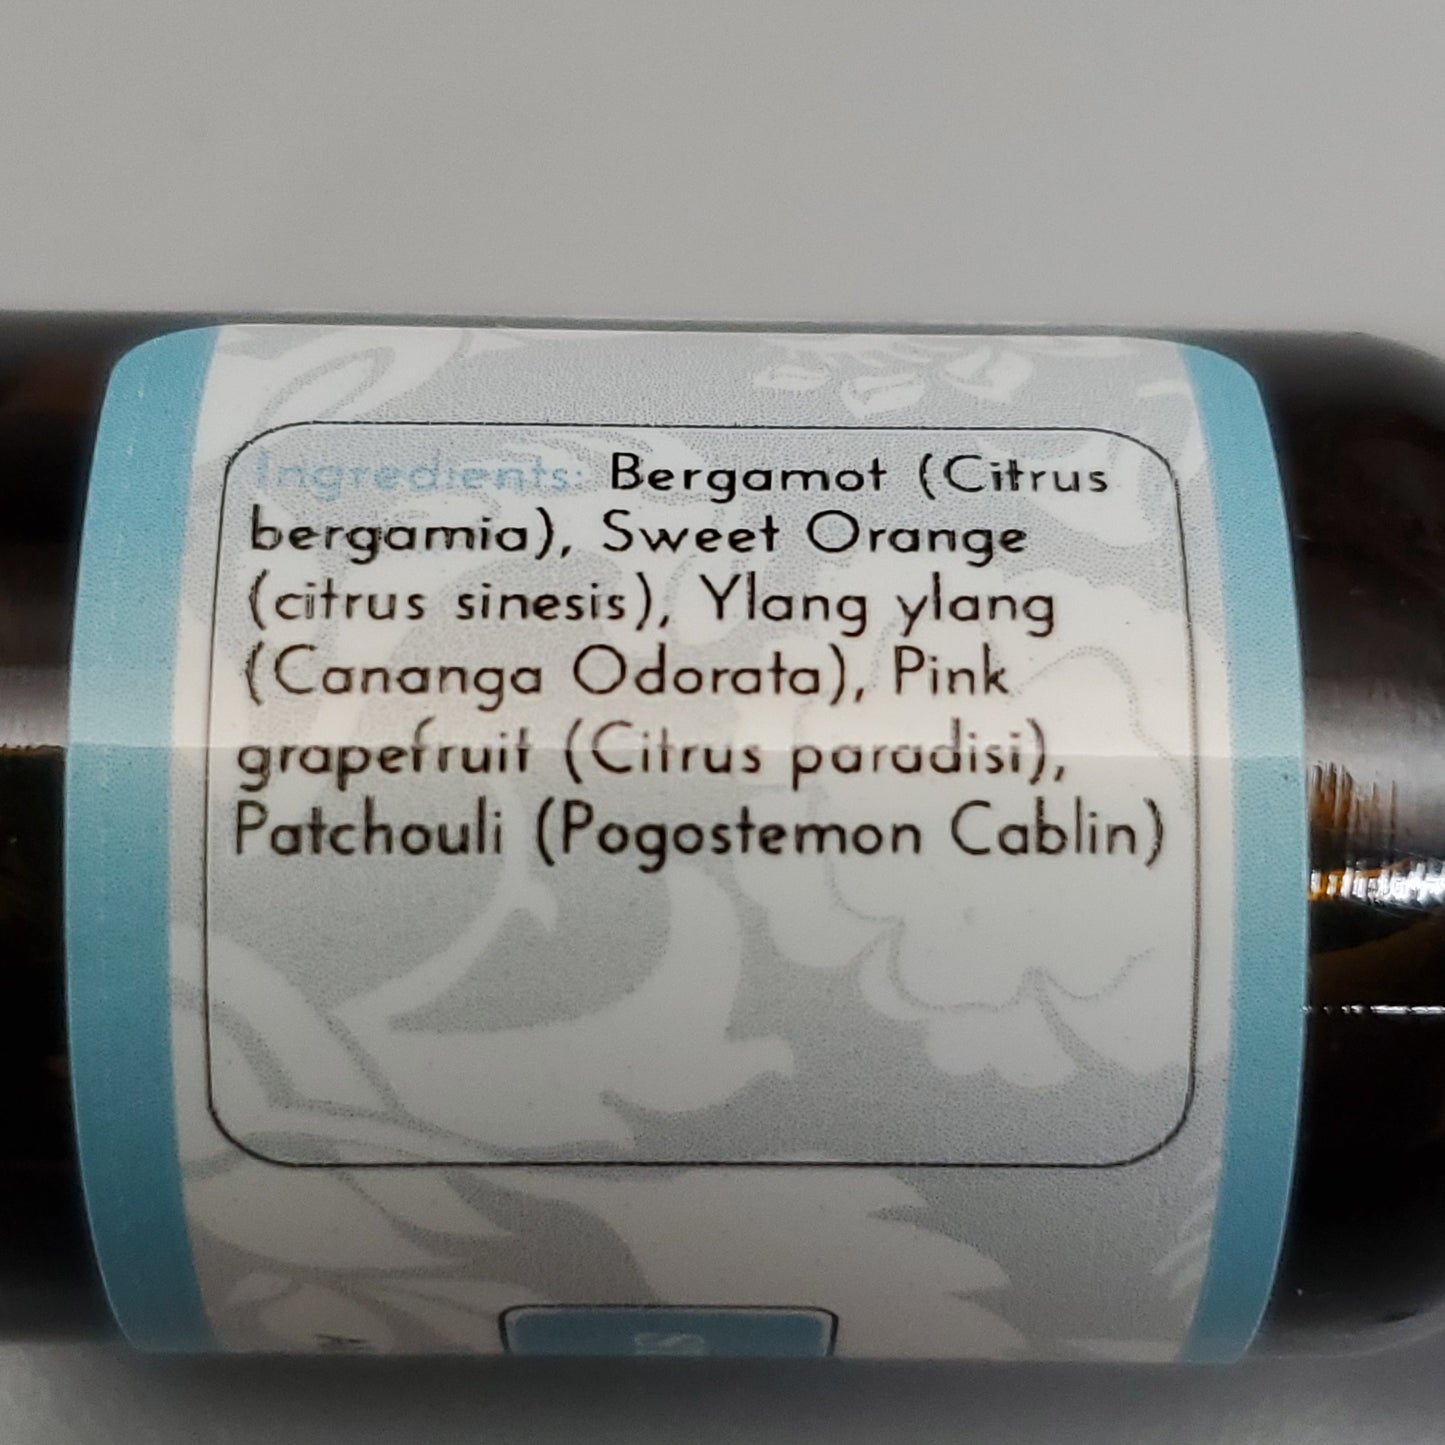 Ingredients: Bergamot (Citrus
bergamia), Sweet Orange
(citrus sinesis), Ylang ylang
(Cananga Odorata), Pink
grapefruit (Citrus paradisi),
Patchouli (Pogostemon Cablin)